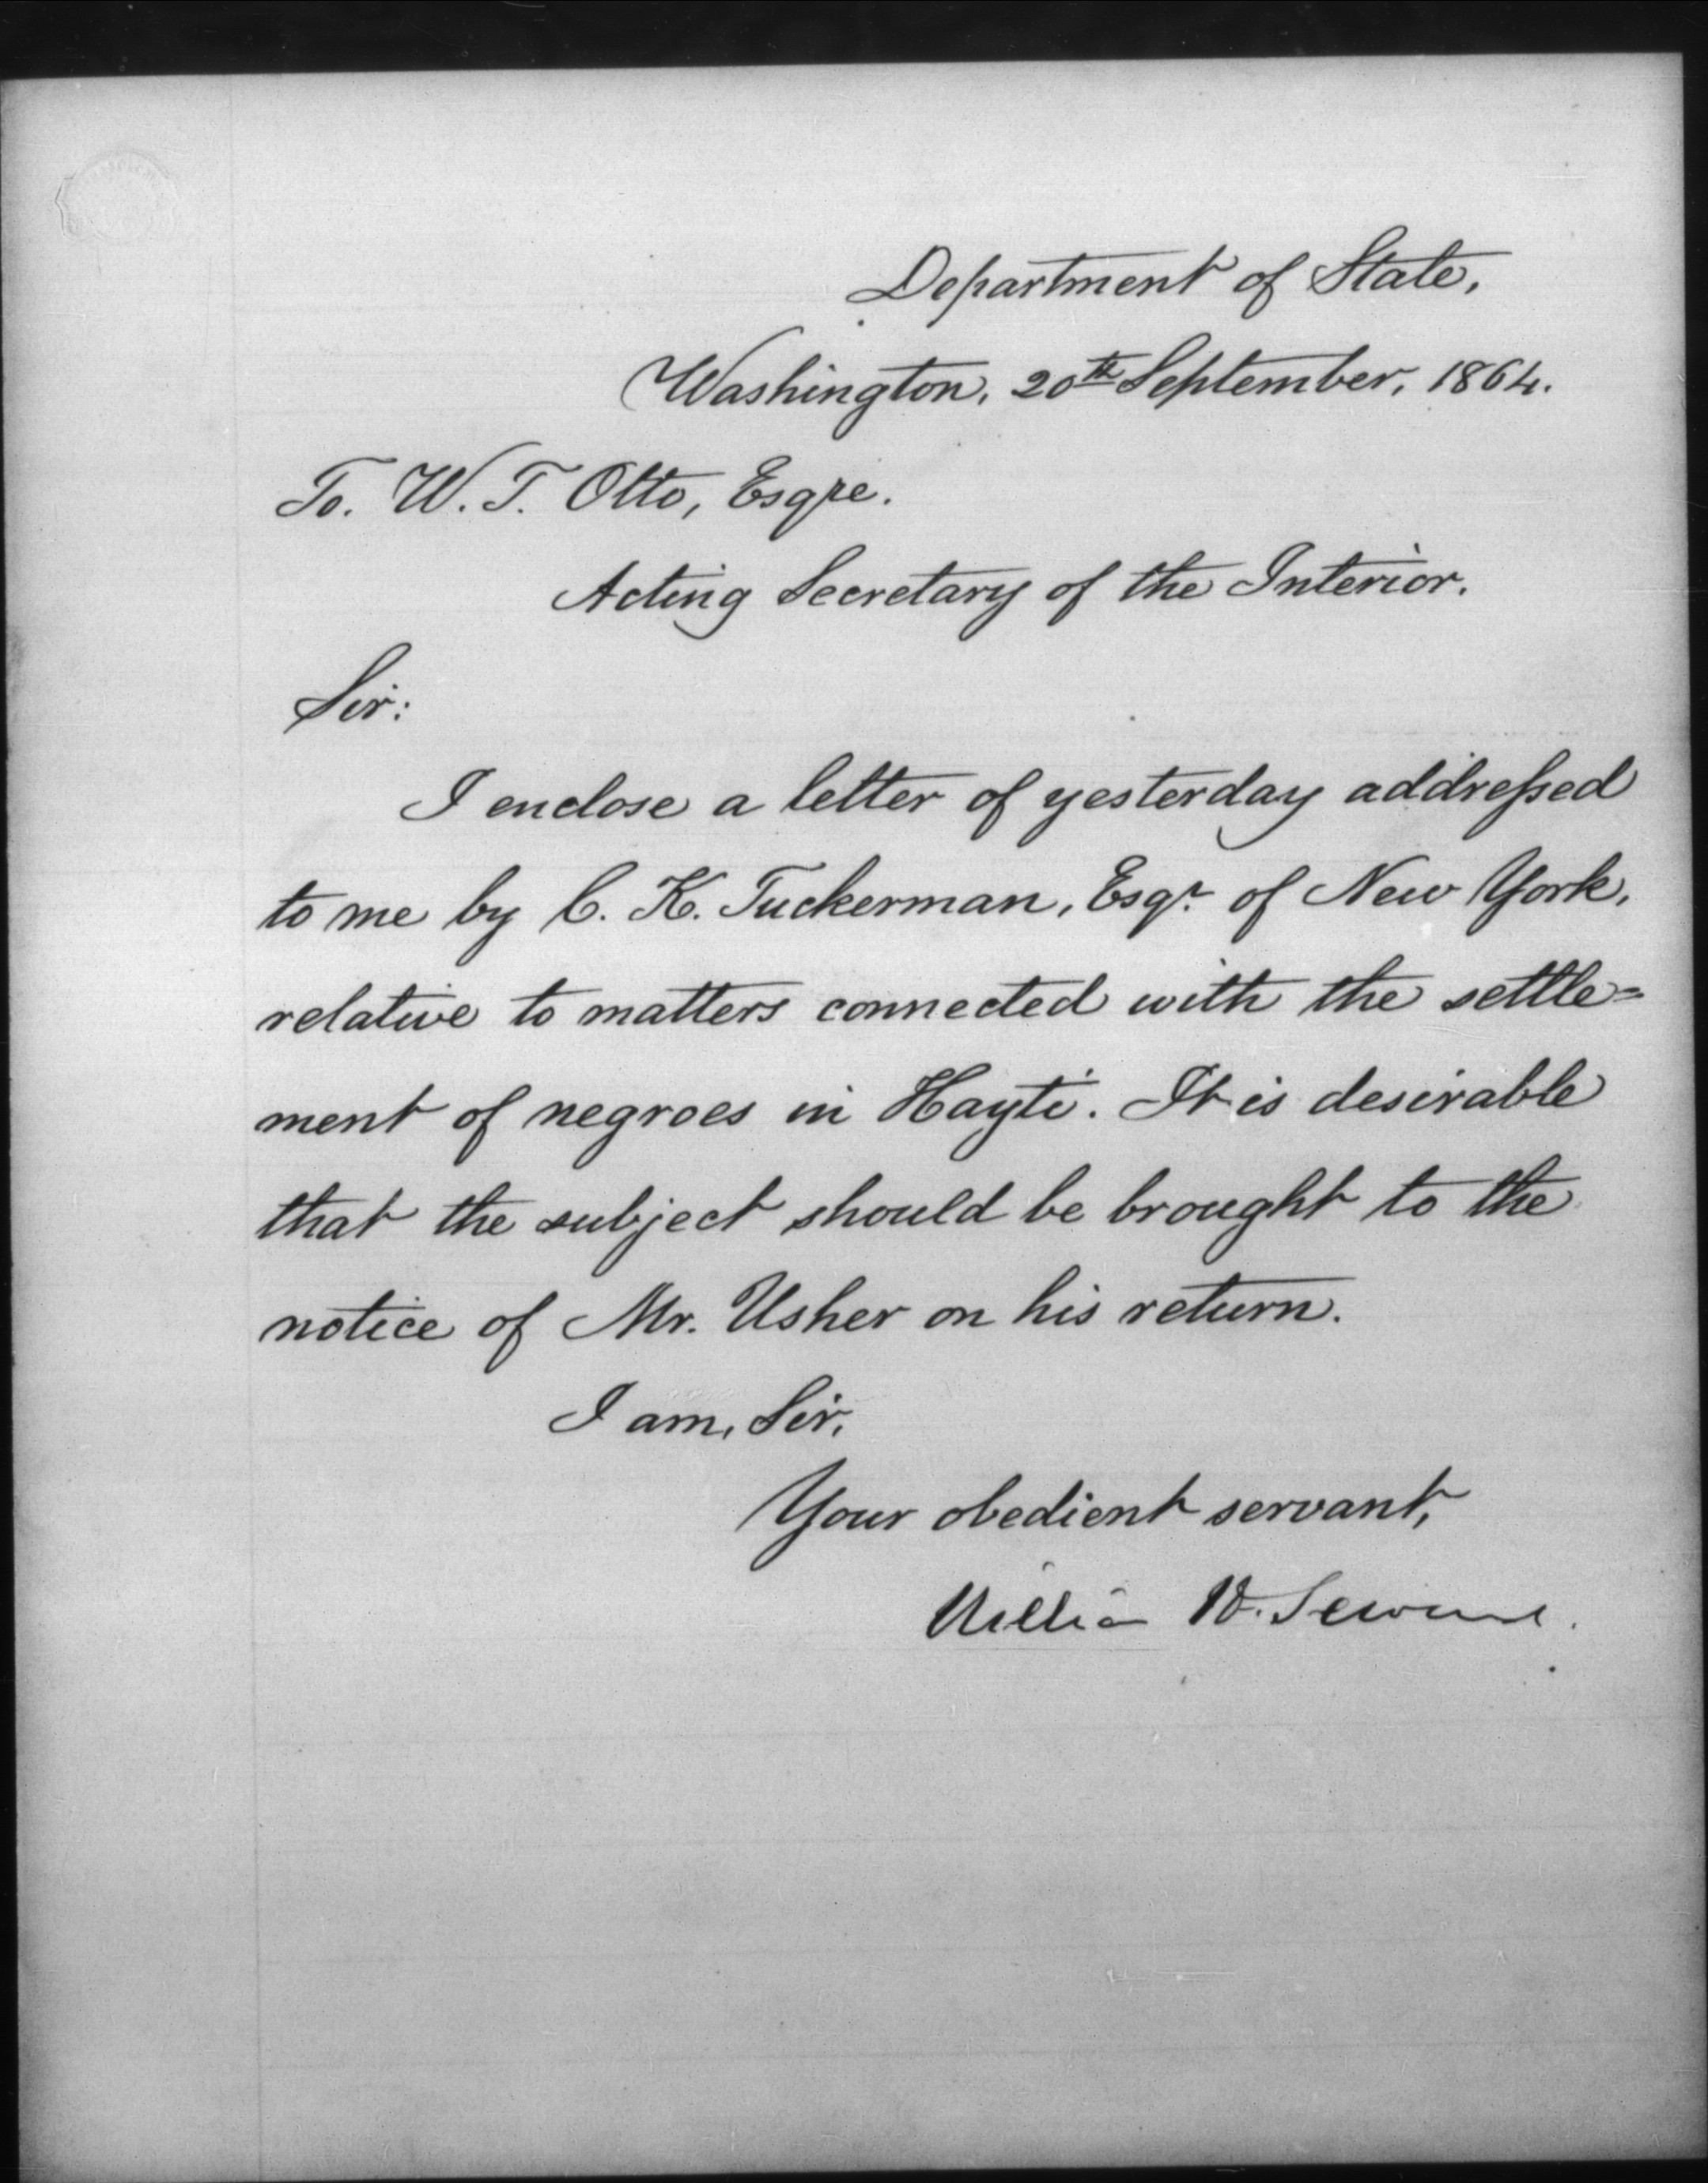 Department of State,
Washington, 20th September, 1864.
To. W. T. Otto, Esqre.
Acting Secretary of the Interior.
Sir:
I enclose a letter of yesterday addressed
to me by C. K. Tuckerman, Esqr. of New York,
relative to matters connected with the settle=
ment of negroes in Hayti. It is desirable
that the subject should be brought to the
notice of Mr. Usher on his return.
I am, Sir,
Your obedient servant,
William H. Seward.